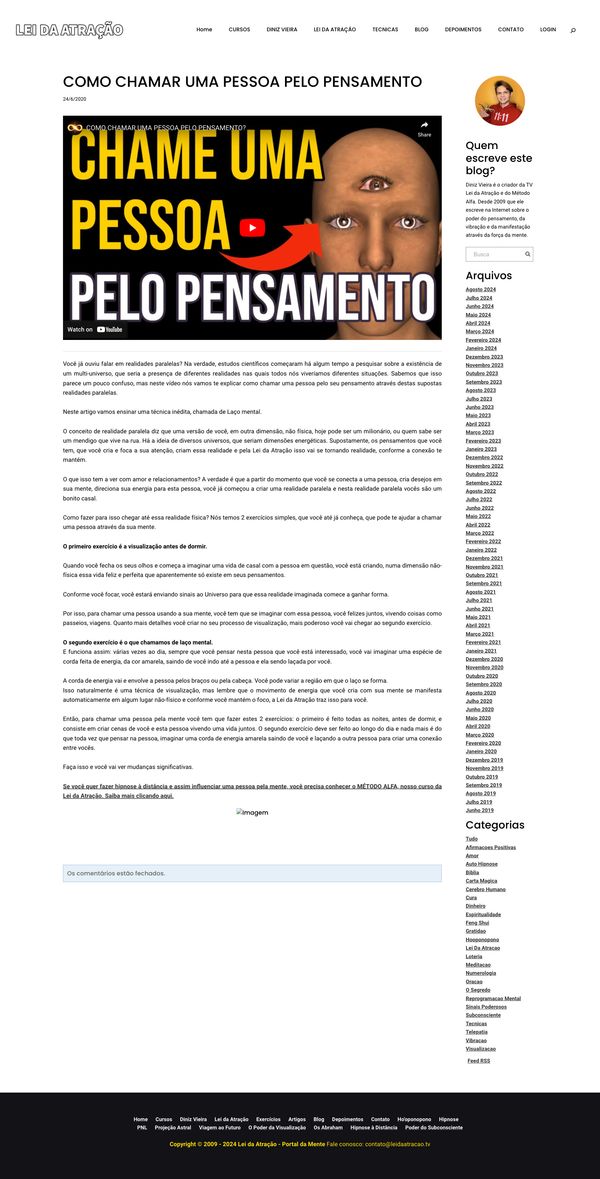 LEI DA ATRAÇÃO
Home CURSOS DINIZ VIEIRA LEI DA ATRAÇÃO TECNICAS BLOG DEPOIMENTOS CONTATO LOGIN
COMO CHAMAR UMA PESSOA PELO PENSAMENTO
24/6/2020
COMO CHAMAR UMA PESSOA PELO PENSAMENTO?
Share
CHAME UMA
PESSOA
PELO PENSAMENTO
Watch on YouTube
Você já ouviu falar em realidades paralelas? Na verdade, estudos científicos começaram há algum tempo a pesquisar sobre a existência de
um multi-universo, que seria a presença de diferentes realidades nas quais todos nós viveríamos diferentes situações. Sabemos que isso
parece um pouco confuso, mas neste vídeo nós vamos te explicar como chamar uma pessoa pelo seu pensamento através destas supostas
realidades paralelas.
Neste artigo vamos ensinar uma técnica inédita, chamada de Laço mental.
O conceito de realidade paralela diz que uma versão de você, em outra dimensão, não física, hoje pode ser um milionário, ou quem sabe ser
um mendigo que vive na rua. Há a ideia de diversos universos, que seriam dimensões energéticas. Supostamente, os pensamentos que você
tem, que você cria e foca a sua atenção, criam essa realidade e pela Lei da Atração isso vai se tornando realidade, conforme a conexão te
mantém.
O que isso tem a ver com amor e relacionamentos? A verdade é que a partir do momento que você se conecta a uma pessoa, cria desejos em
sua mente, direciona sua energia para esta pessoa, você já começou a criar uma realidade paralela e nesta realidade paralela vocês são um
bonito casal.
Como fazer para isso chegar até essa realidade física? Nós temos 2 exercícios simples, que você até já conheça, que pode te ajudar a chamar
uma pessoa através da sua mente.
O primeiro exercício é a visualização antes de dormir.
Quando você fecha os seus olhos e começa a imaginar uma vida de casal com a pessoa em questão, você está criando, numa dimensão não-
física essa vida feliz e perfeita que aparentemente só existe em seus pensamentos.
Conforme você focar, você estará enviando sinais ao Universo para que essa realidade imaginada comece a ganhar forma.
Por isso, para chamar uma pessoa usando a sua mente, você tem que se imaginar com essa pessoa, você felizes juntos, vivendo coisas como
passeios, viagens. Quanto mais detalhes você criar no seu processo de visualização, mais poderoso você vai chegar ao segundo exercício.
O segundo exercício é o que chamamos de laço mental.
E funciona assim: várias vezes ao dia, sempre que você pensar nesta pessoa que você está interessado, você vai imaginar uma espécie de
corda feita de energia, da cor amarela, saindo de você indo até a pessoa e ela sendo laçada por você.
A corda de energia vai e envolve a pessoa pelos braços ou pela cabeça. Você pode variar a região em que o laço se forma.
Isso naturalmente é uma técnica de visualização, mas lembre que o movimento de energia que você cria com sua mente se manifesta
automaticamente em algum lugar não-físico e conforme você mantém o foco, a Lei da Atração traz isso para você.
Então, para chamar uma pessoa pela mente você tem que fazer estes 2 exercícios: o primeiro é feito todas as noites, antes de dormir, e
consiste em criar cenas de você e esta pessoa vivendo uma vida juntos. O segundo exercício deve ser feito ao longo do dia e nada mais é do
que toda vez que pensar na pessoa, imaginar uma corda de energia amarela saindo de você e laçando a outra pessoa para criar uma conexão
entre vocês.
Faça isso e você vai ver mudanças significativas.
Se você quer fazer hipnose à distância e assim influenciar uma pessoa pela mente, você precisa conhecer o MÉTODO ALFA, nosso curso da
Lei da Atração. Saiba mais clicando aqui.
Imagem
Os comentários estão fechados.
11:11
Quem
escreve este
blog?
Diniz Vieira é o criador da TV
Lei da Atração e do Método
Alfa. Desde 2009 que ele
escreve na Internet sobre o
poder do pensamento, da
vibração e da manifestação
através da força da mente.
Busca
Arquivos
Agosto 2024
Julho 2024
Junho 2024
Maio 2024
Abril 2024
Março 2024
Fevereiro 2024
Janeiro 2024
Dezembro 2023
Novembro 2023
Outubro 2023
Setembro 2023
Agosto 2023
Julho 2023
Junho 2023
Maio 2023
Abril 2023
Março 2023
Fevereiro 2023
Janeiro 2023
Dezembro 2022
Novembro 2022
Outubro 2022
Setembro 2022
Agosto 2022
Julho 2022
Junho 2022
Maio 2022
Abril 2022
Março 2022
Fevereiro 2022
Janeiro 2022
Dezembro 2021
Novembro 2021
Outubro 2021
Setembro 2021
Agosto 2021
Julho 2021
Junho 2021
Maio 2021
Abril 2021
Março 2021
Fevereiro 2021
Janeiro 2021
Dezembro 2020
Novembro 2020
Outubro 2020
Setembro 2020
Agosto 2020
Julho 2020
Junho 2020
Maio 2020
Abril 2020
Março 2020
Fevereiro 2020
Janeiro 2020
Dezembro 2019
Novembro 2019
Outubro 2019
Setembro 2019
Agosto 2019
Julho 2019
Junho 2019
Categorias
Tudo
Afirmacoes Positivas
Amor
Auto Hipnose
Biblia
Carta Magica
Cerebro Humano
Cura
Dinheiro
Espiritualidade
Feng Shui
Gratidao
Hooponopono
Lei Da Atracao
Loteria
Meditacao
Numerologia
Oracao
O Segredo
Reprogramacao Mental
Sinais Poderosos
Subconsciente
Tecnicas
Telepatia
Vibracao
Visualizacao
Feed RSS
Home Cursos Diniz Vieira Lei da Atração Exercícios Artigos Blog Depoimentos Contato Ho'oponopono Hipnose
PNL Projeção Astral Viagem ao Futuro O Poder da Visualização Os Abraham Hipnose à Distância Poder do Subconsciente
Copyright © 2009 - 2024 Lei da Atração - Portal da Mente Fale conosco: contato@leidaatracao.tv